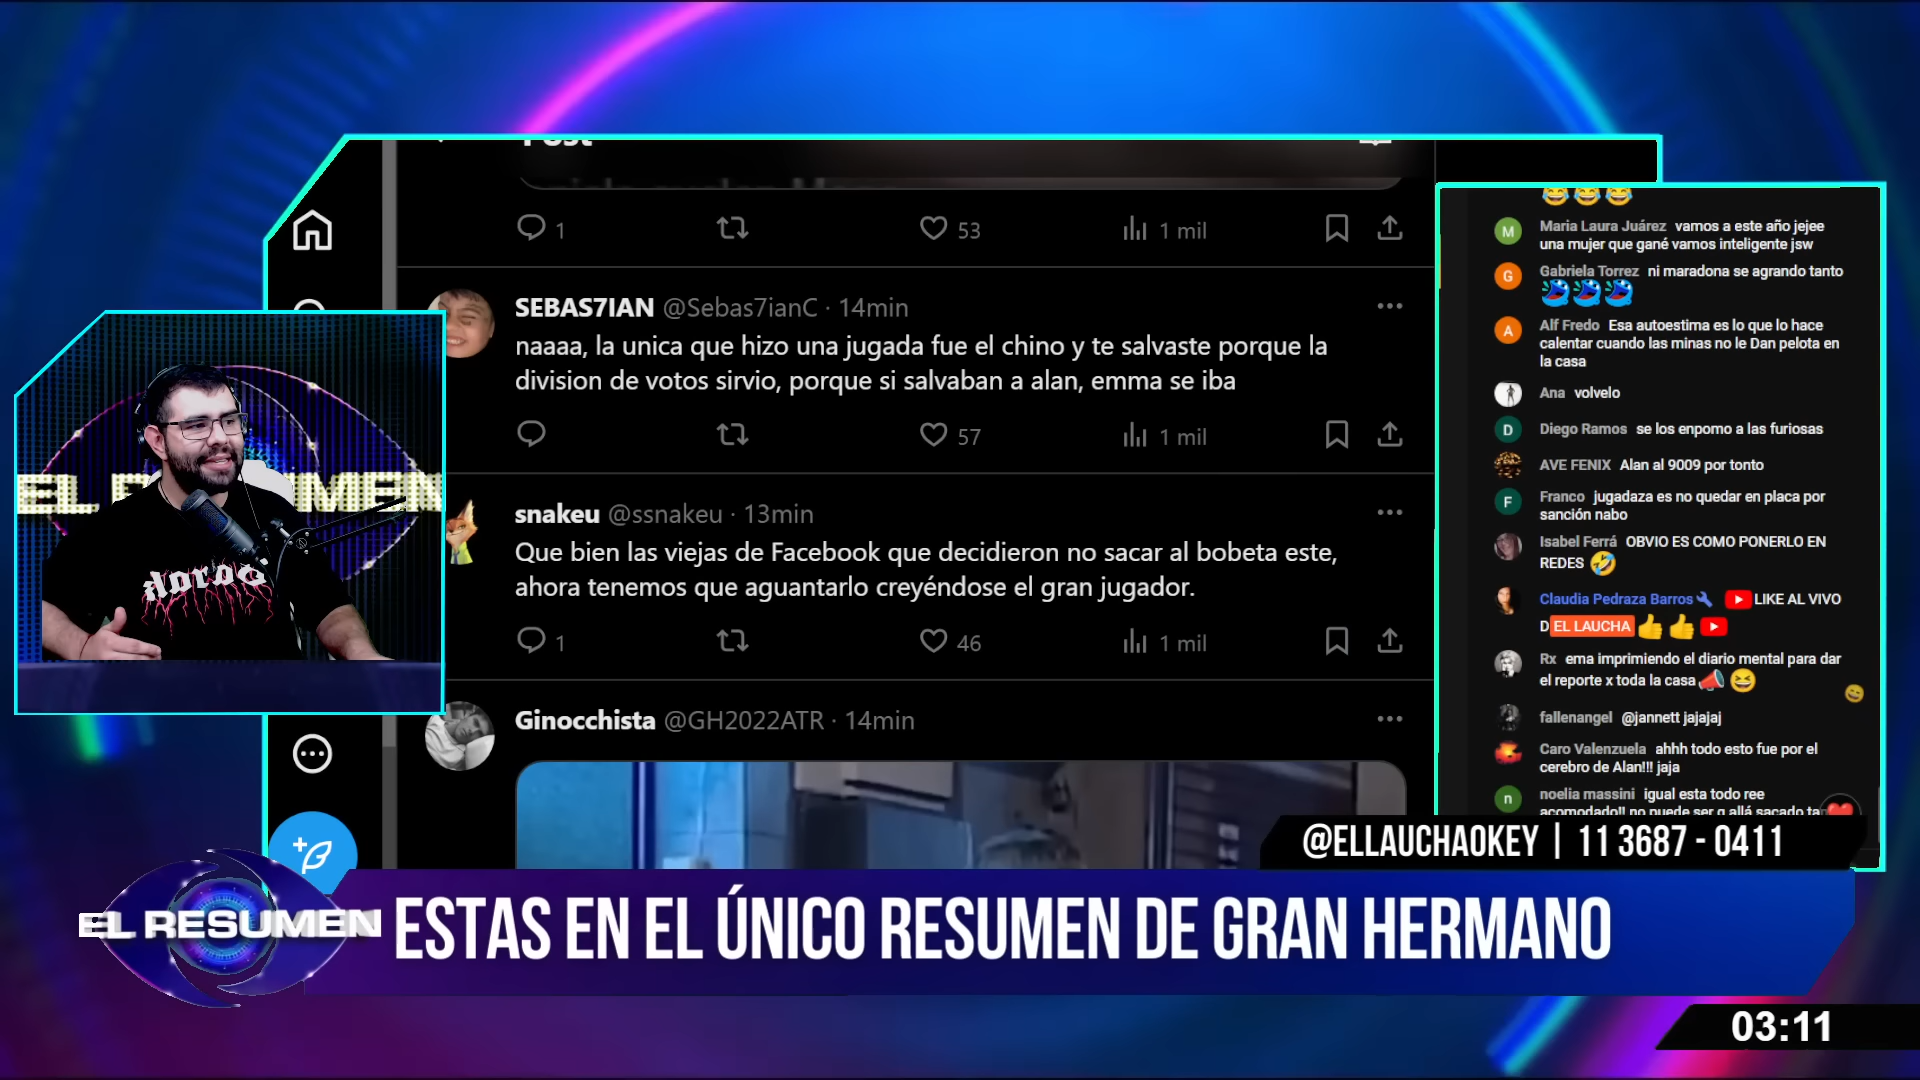 Post
1
53
1 mil
SEBAS7IAN @Sebas7ianC · 14min
naaaa, la unica que hizo una jugada fue el chino y te salvaste porque la
division de votos sirvio, porque si salvaban a alan, emma se iba
57
1 mil
snakeu @ssnakeu · 13min
Que bien las viejas de Facebook que decidieron no sacar al bobeta este,
ahora tenemos que aguantarlo creyéndose el gran jugador.
1
46
1 mil
Ginocchista @GH2022ATR · 14min
M
Maria Laura Juárez vamos a este año jejee
una mujer que gané vamos inteligente jsw
G
Gabriela Torrez ni maradona se agrando tanto
A
Alf Fredo Esa autoestima es lo que lo hace
calentar cuando las minas no le Dan pelota en
la casa
Ana volvelo
D
Diego Ramos se los enpomo a las furiosas
AVE FENIX Alan al 9009 por tonto
F
Franco jugadaza es no quedar en placa por
sanción nabo
Isabel Ferrá OBVIO ES COMO PONERLO EN
REDES 🤣
Claudia Pedraza Barros LIKE AL VIVO
D EL LAUCHA 👍 👍
Rx ema imprimiendo el diario mental para dar
el reporte x toda la casa 📣 😆
fallenangel @jannett jajajaj
Caro Valenzuela ahhh todo esto fue por el
cerebro de Alan!!! jaja
n
noelia massini igual esta todo ree
acomodado!! no puede ser q allá sacado
@ELLAUCHAOKEY | 11 3687 - 0411
EL RESUMEN
ESTAS EN EL ÚNICO RESUMEN DE GRAN HERMANO
03:11